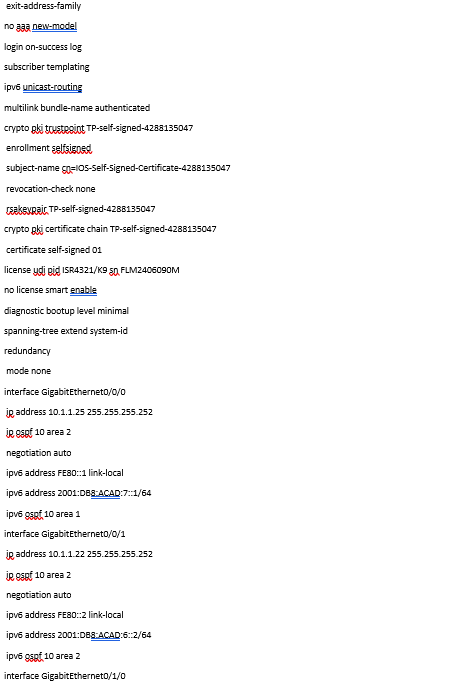 exit-address-family
no aaa new-model
login on-success log
subscriber templating
ipv6 unicast-routing
multilink bundle-name authenticated
crypto pki trustpoint TP-self-signed-4288135047
enrollment selfsigned
subject-name cn=IOS-Self-Signed-Certificate-4288135047
revocation-check none
rsakeypair TP-self-signed-4288135047
crypto pki certificate chain TP-self-signed-4288135047
certificate self-signed 01
license udi pid ISR4321/K9 sn FLM2406090M
no license smart enable
diagnostic bootup level minimal
spanning-tree extend system-id
redundancy
mode none
interface GigabitEthernet0/0/0
ip address 10.1.1.25 255.255.255.252
ip ospf 10 area 2
negotiation auto
ipv6 address FE80::1 link-local
ipv6 address 2001:DB8:ACAD:7::1/64
ipv6 ospf 10 area 1
interface GigabitEthernet0/0/1
ip address 10.1.1.22 255.255.255.252
ip ospf 10 area 2
negotiation auto
ipv6 address FE80::2 link-local
ipv6 address 2001:DB8:ACAD:6::2/64
ipv6 ospf 10 area 2
interface GigabitEthernet0/1/0